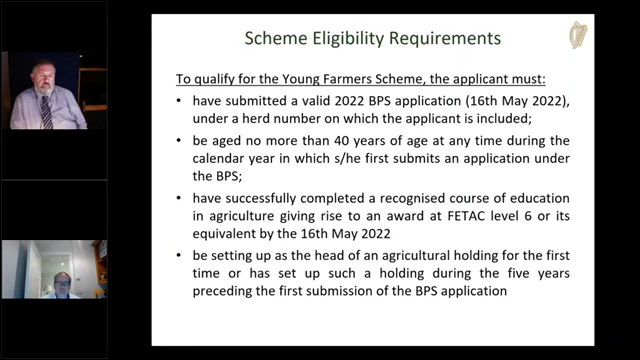 Scheme Eligibility Requirements
To qualify for the Young Farmers Scheme, the applicant must:
• have submitted a valid 2022 BPS application (16th May 2022),
under a herd number on which the applicant is included;
• be aged no more than 40 years of age at any time during the
calendar year in which s/he first submits an application under
the BPS;
• have successfully completed a recognised course of education
in agriculture giving rise to an award at FETAC level 6 or its
equivalent by the 16th May 2022
• be setting up as the head of an agricultural holding for the first
time or has set up such a holding during the five years
preceding the first submission of the BPS application